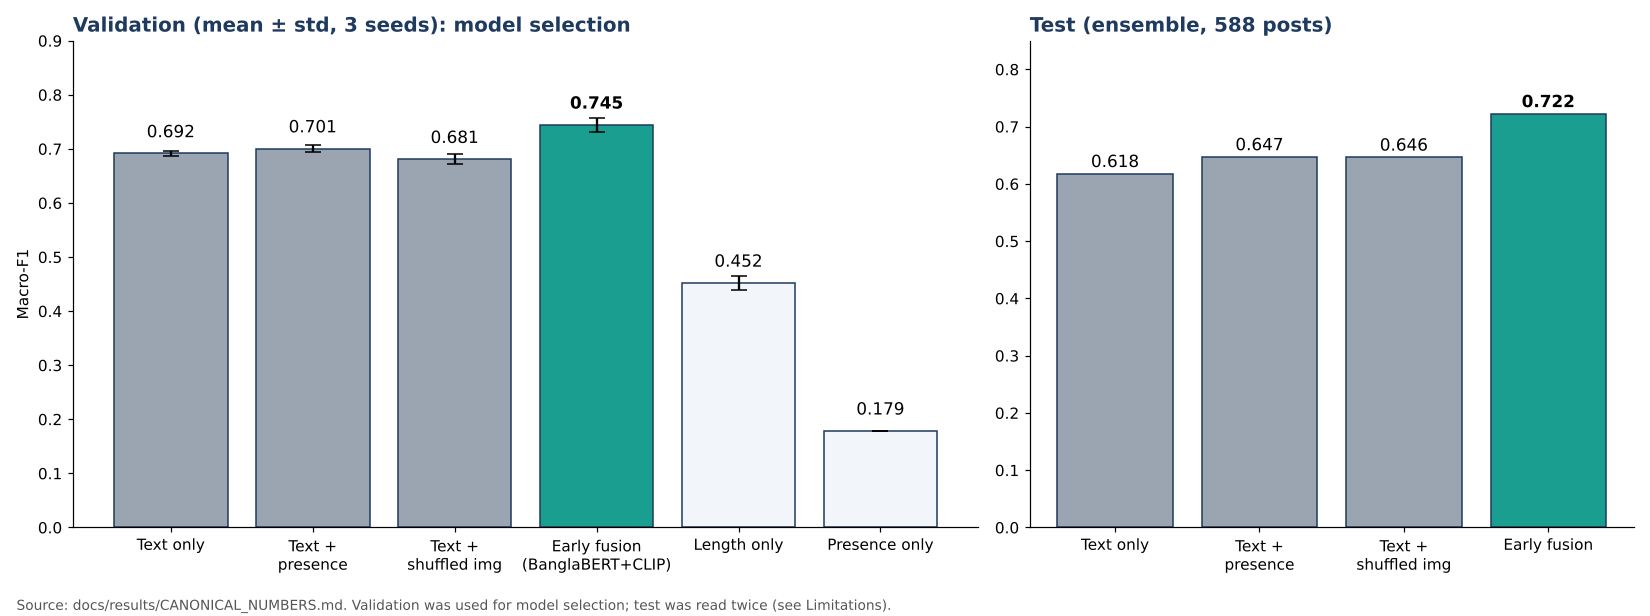 Validation (mean ± std, 3 seeds): model selection
Macro-F1
0.9
0.8
0.7
0.6
0.5
0.4
0.3
0.2
0.1
0.0
0.692
0.701
0.681
0.745
0.452
0.179
Text only
Text +
presence
Text +
shuffled img
Early fusion
(BanglaBERT+CLIP)
Length only
Presence only
Test (ensemble, 588 posts)
0.8
0.7
0.6
0.5
0.4
0.3
0.2
0.1
0.0
0.618
0.647
0.646
0.722
Text only
Text +
presence
Text +
shuffled img
Early fusion
Source: docs/results/CANONICAL_NUMBERS.md. Validation was used for model selection; test was read twice (see Limitations).